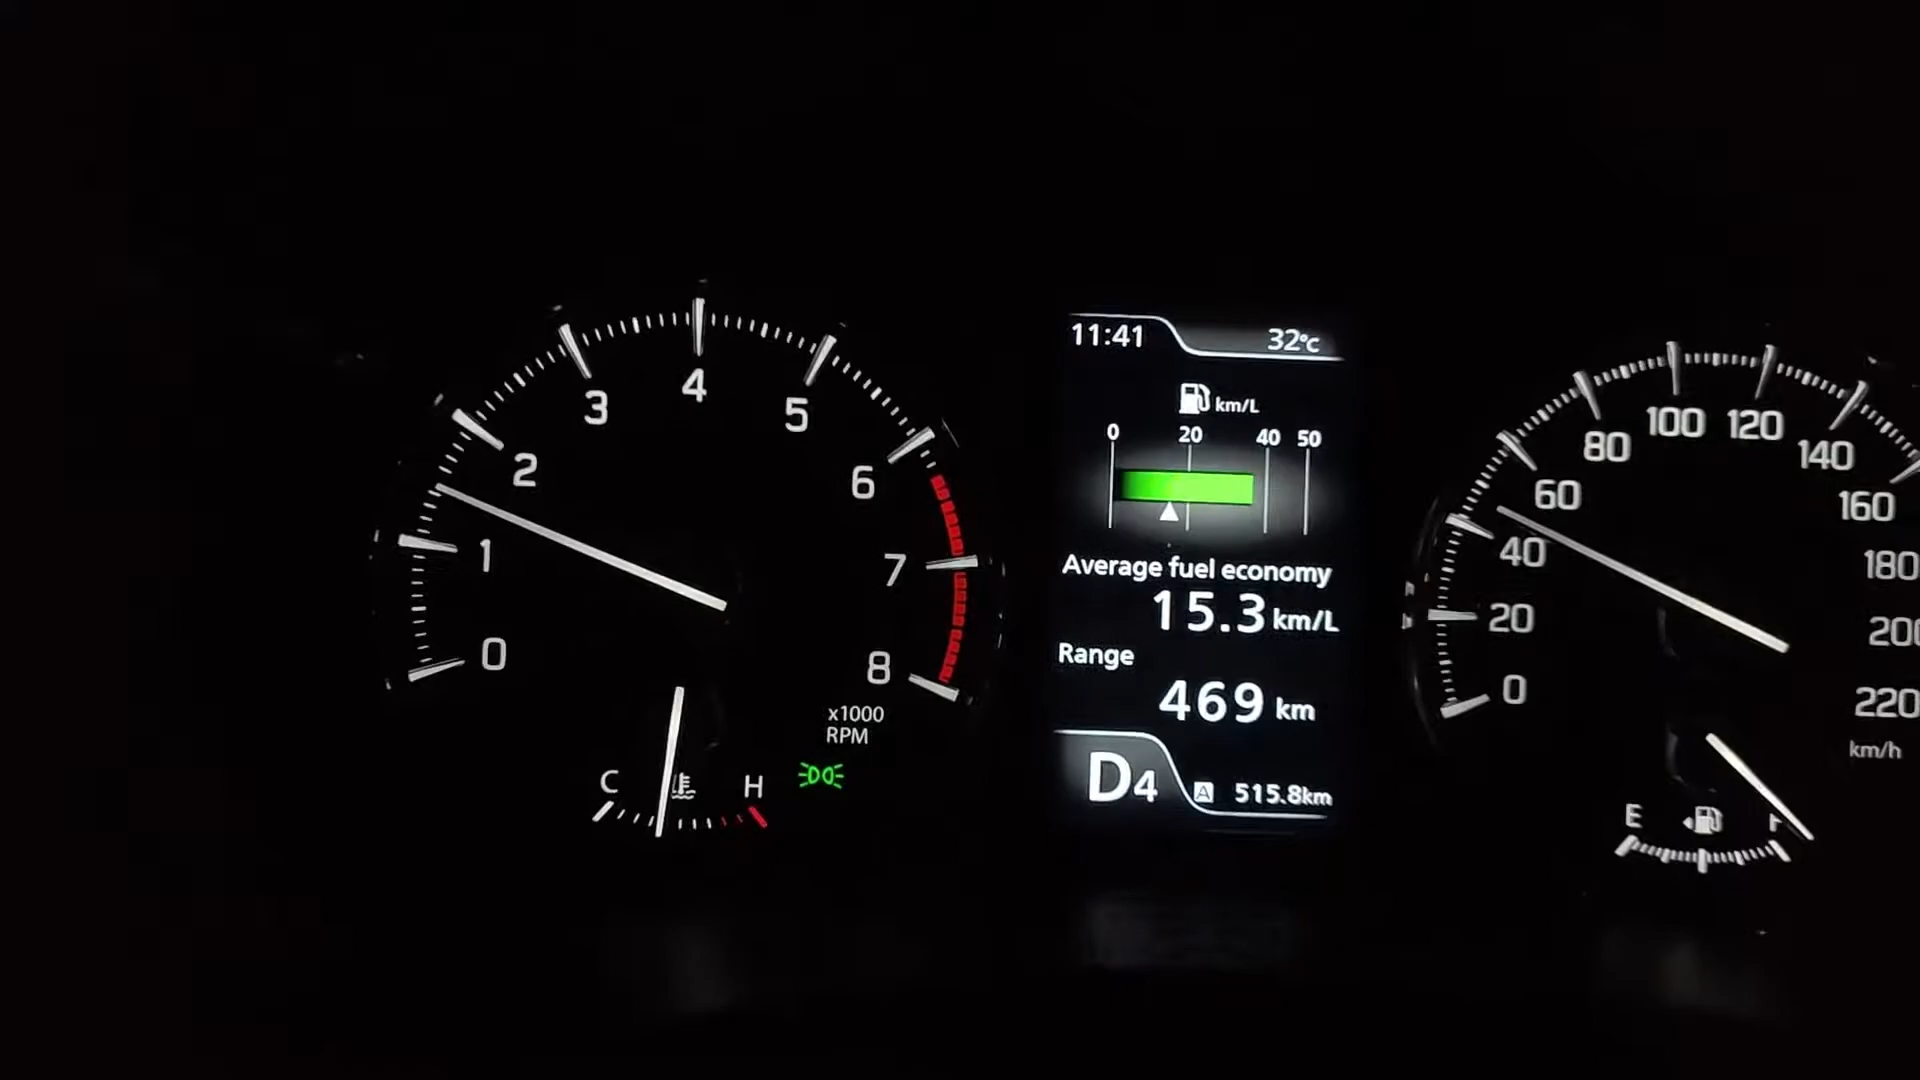 0
1
2
3
4
5
6
7
8
x1000
RPM
C
H
11:41
32°C
km/L
0 20 40 50
Average fuel economy
15.3 km/L
Range
469 km
D4
A 515.8km
0
20
40
60
80
100
120
140
160
180
200
220
km/h
E
F